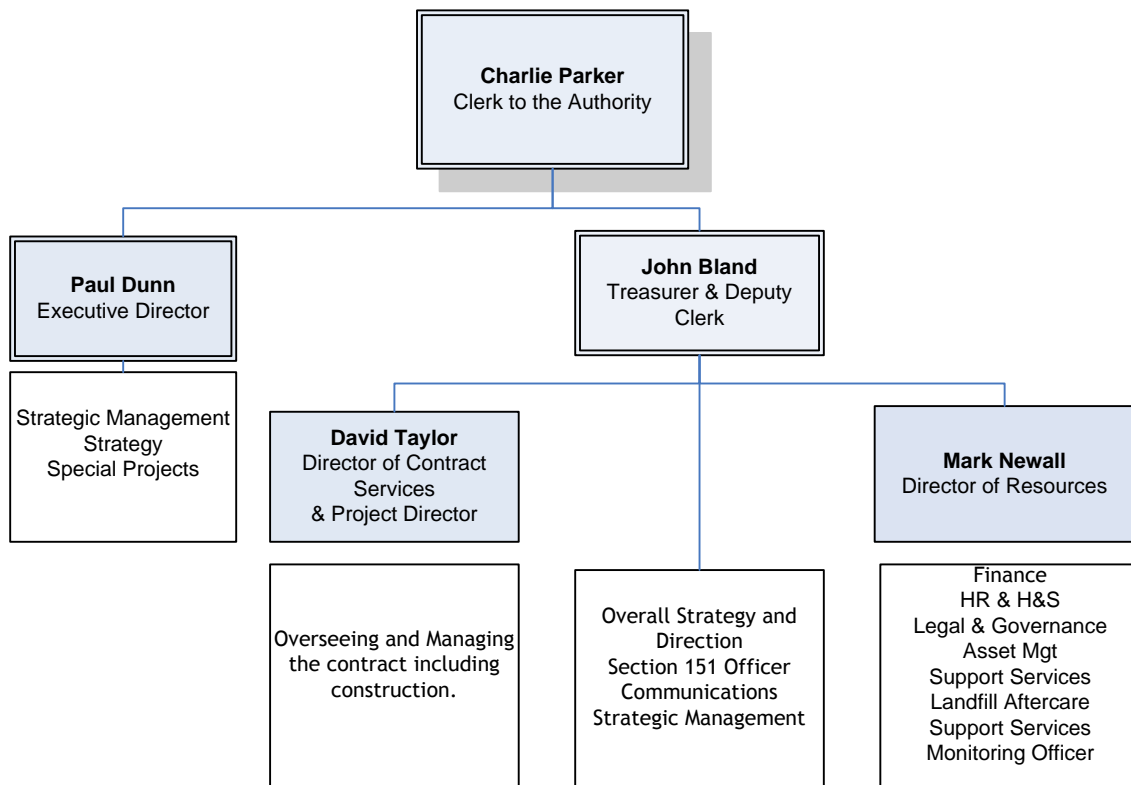 Charlie Parker
Clerk to the Authority
Paul Dunn
Executive Director
John Bland
Treasurer & Deputy
Clerk
Strategic Management
Strategy
Special Projects
David Taylor
Director of Contract
Services
& Project Director
Mark Newall
Director of Resources
Overseeing and Managing
the contract including
construction.
Overall Strategy and
Direction
Section 151 Officer
Communications
Strategic Management
Finance
HR & H&S
Legal & Governance
Asset Mgt
Support Services
Landfill Aftercare
Support Services
Monitoring Officer